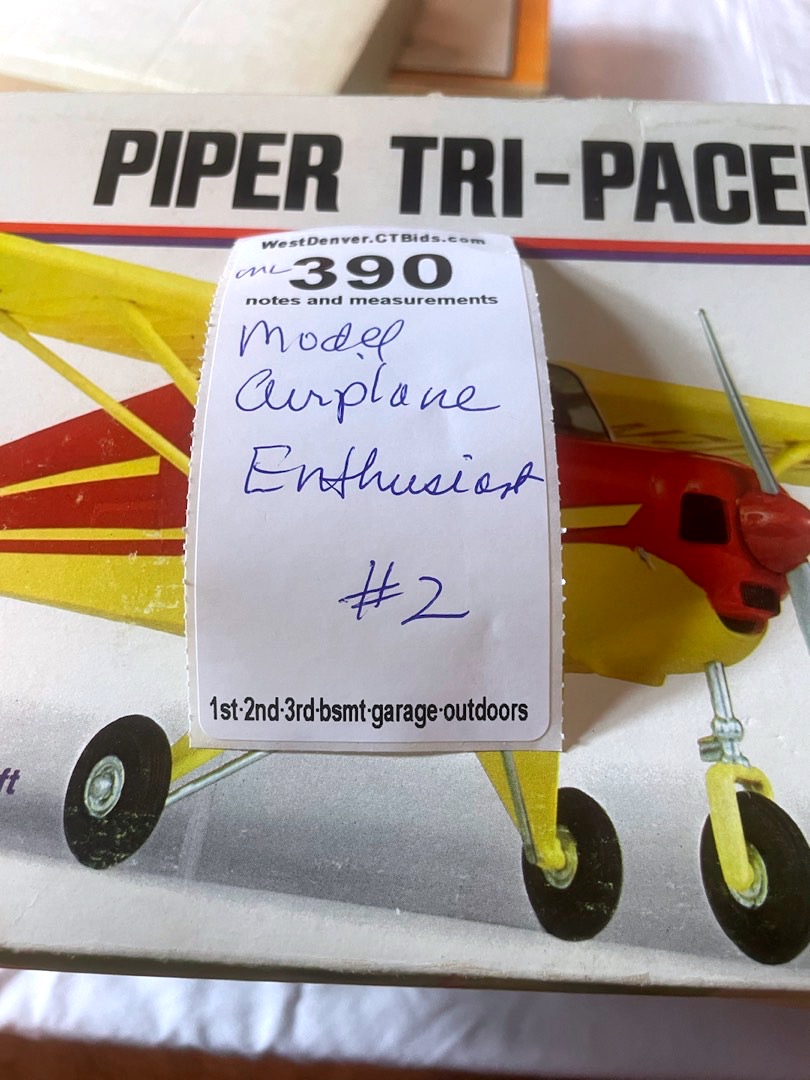 PIPER TRI-PACE
WestDenver.CTBids.com
390
notes and measurements
Model
Airplane
Enthusiast
#2
1st·2nd·3rd·bsmt·garage·outdoors
ft